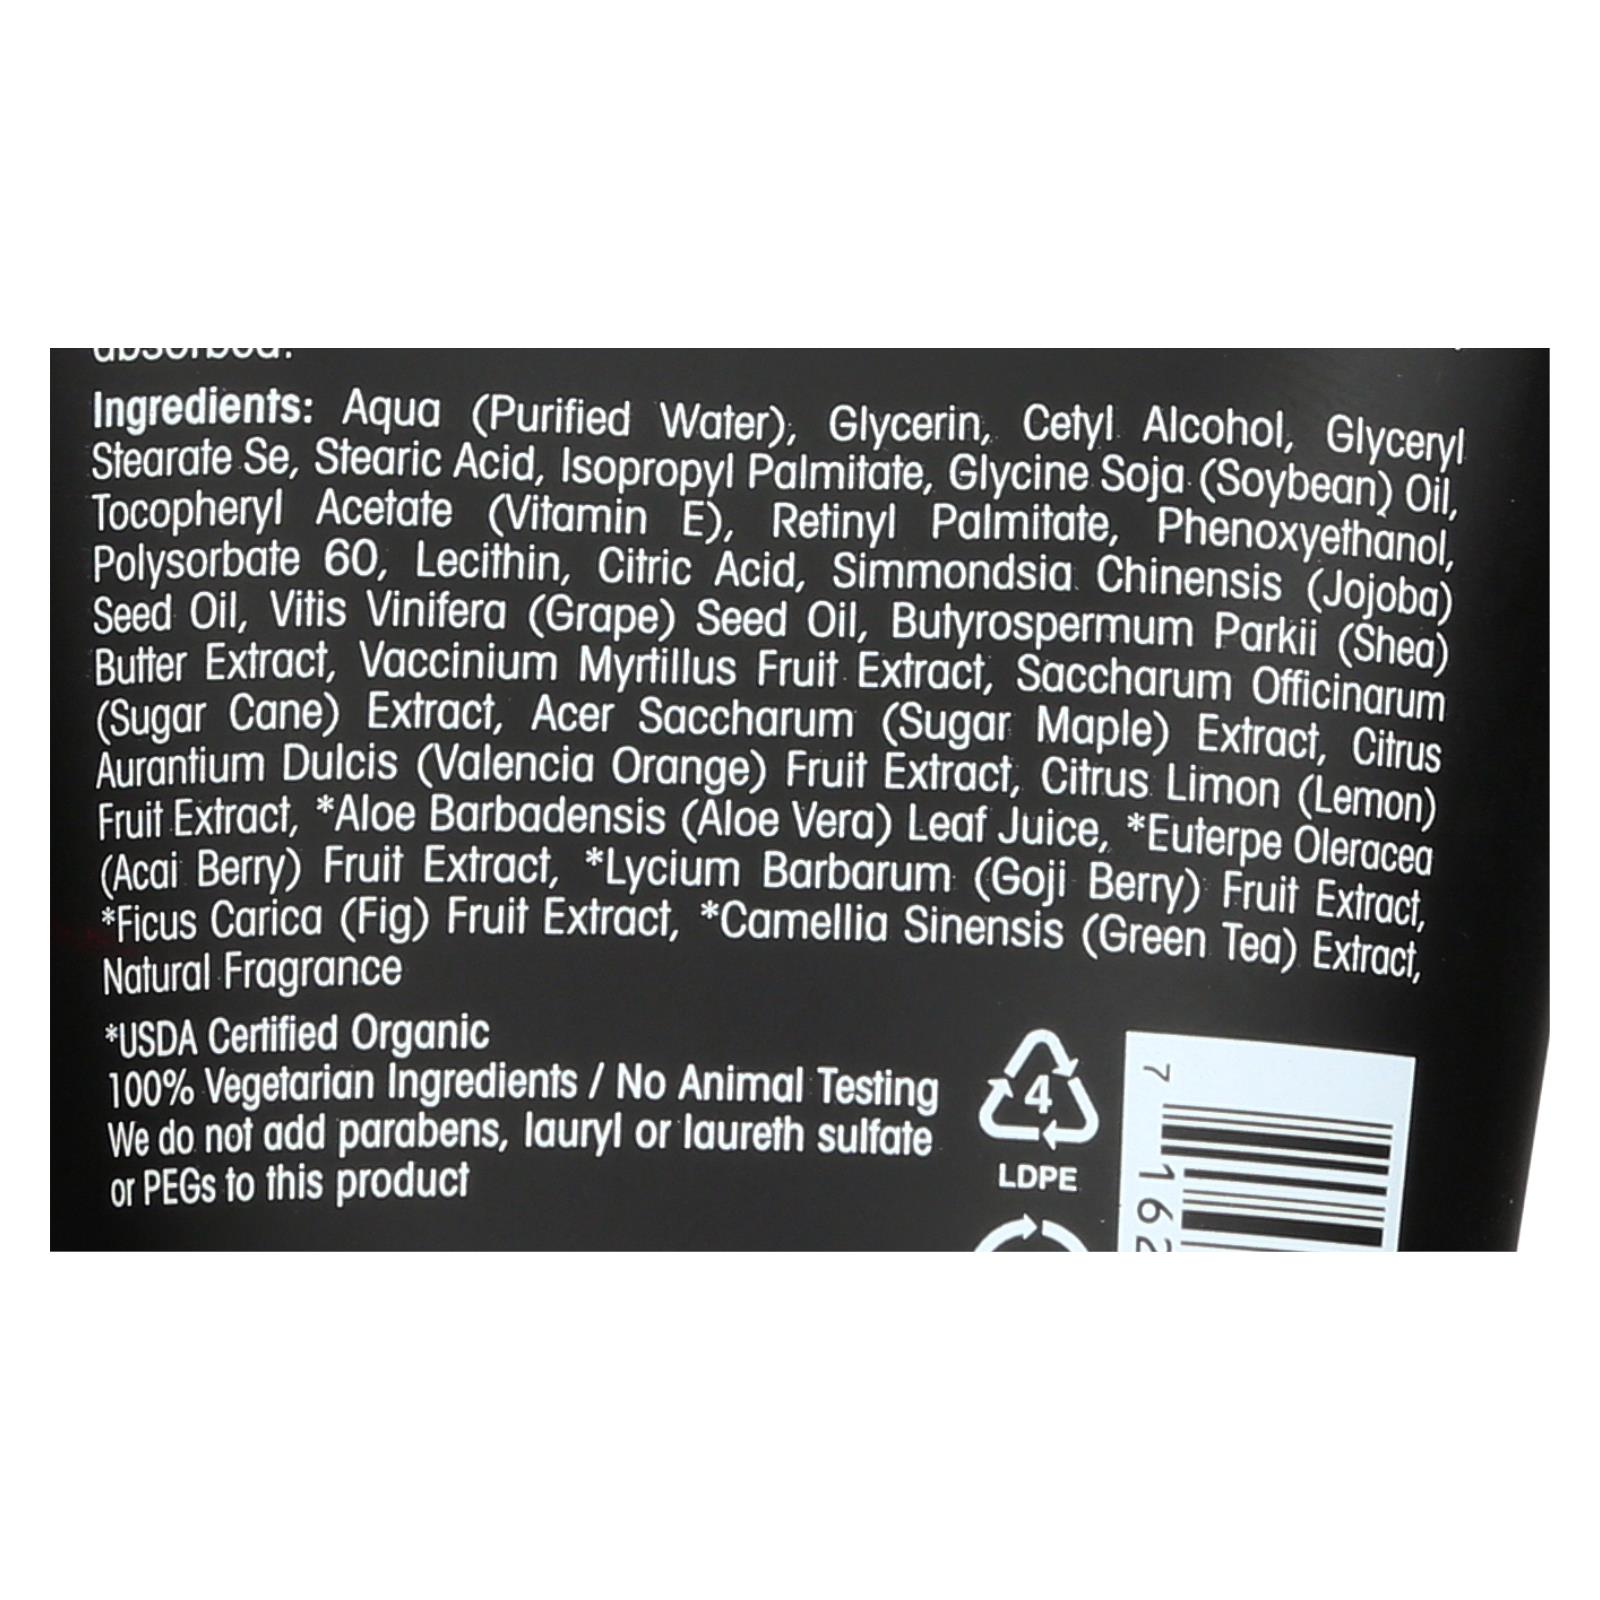 absorbed.
Ingredients: Aqua (Purified Water), Glycerin, Cetyl Alcohol, Glyceryl
Stearate Se, Stearic Acid, Isopropyl Palmitate, Glycine Soja (Soybean) Oil,
Tocopheryl Acetate (Vitamin E), Retinyl Palmitate, Phenoxyethanol,
Polysorbate 60, Lecithin, Citric Acid, Simmondsia Chinensis (Jojoba)
Seed Oil, Vitis Vinifera (Grape) Seed Oil, Butyrospermum Parkii (Shea)
Butter Extract, Vaccinium Myrtillus Fruit Extract, Saccharum Officinarum
(Sugar Cane) Extract, Acer Saccharum (Sugar Maple) Extract, Citrus
Aurantium Dulcis (Valencia Orange) Fruit Extract, Citrus Limon (Lemon)
Fruit Extract, *Aloe Barbadensis (Aloe Vera) Leaf Juice, *Euterpe Oleracea
(Acai Berry) Fruit Extract, *Lycium Barbarum (Goji Berry) Fruit Extract,
*Ficus Carica (Fig) Fruit Extract, *Camellia Sinensis (Green Tea) Extract,
Natural Fragrance
*USDA Certified Organic
100% Vegetarian Ingredients / No Animal Testing
We do not add parabens, lauryl or laureth sulfate
or PEGs to this product
4
LDPE
7 162